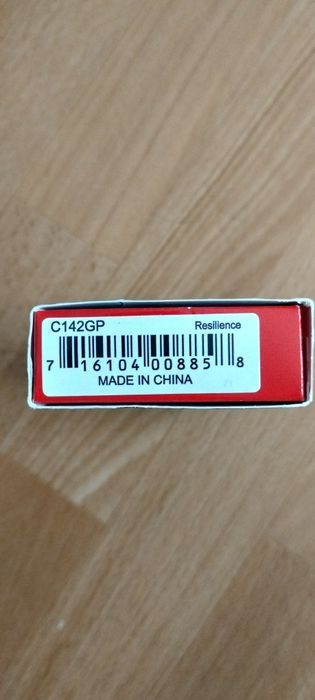 C142GP Resilience
7 16104 00885 8
MADE IN CHINA